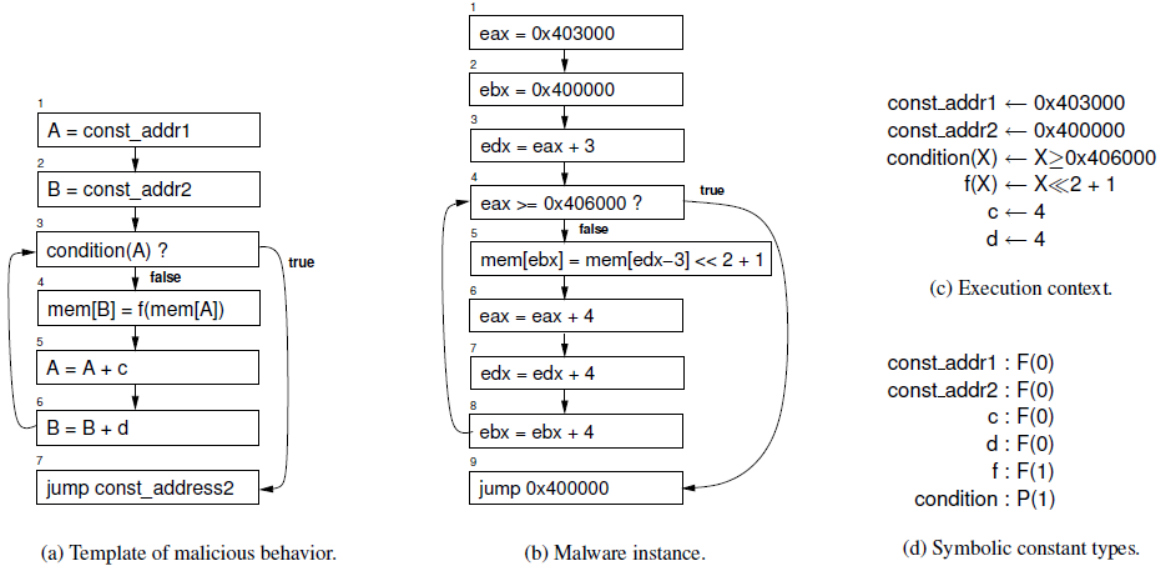 1
A = const_addr1
2
B = const_addr2
3
condition(A) ?
true
false
4
mem[B] = f(mem[A])
5
A = A + c
6
B = B + d
7
jump const_address2
(a) Template of malicious behavior.
1
eax = 0x403000
2
ebx = 0x400000
3
edx = eax + 3
4
eax >= 0x406000 ?
true
false
5
mem[ebx] = mem[edx−3] << 2 + 1
6
eax = eax + 4
7
edx = edx + 4
8
ebx = ebx + 4
9
jump 0x400000
(b) Malware instance.
const_addr1 ← 0x403000
const_addr2 ← 0x400000
condition(X) ← X≥0x406000
f(X) ← X≪2 + 1
c ← 4
d ← 4
(c) Execution context.
const_addr1 : F(0)
const_addr2 : F(0)
c : F(0)
d : F(0)
f : F(1)
condition : P(1)
(d) Symbolic constant types.